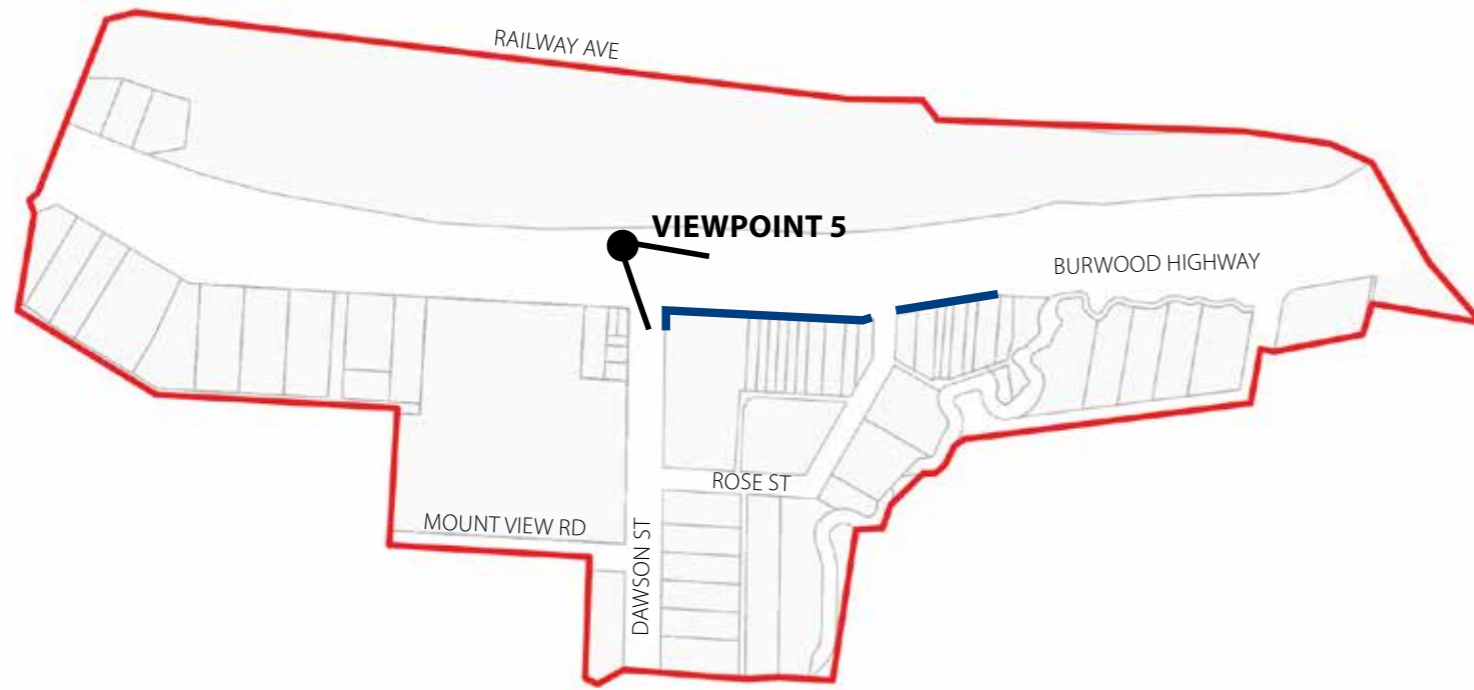 RAILWAY AVE
VIEWPOINT 5
BURWOOD HIGHWAY
ROSE ST
MOUNT VIEW RD
DAWSON ST